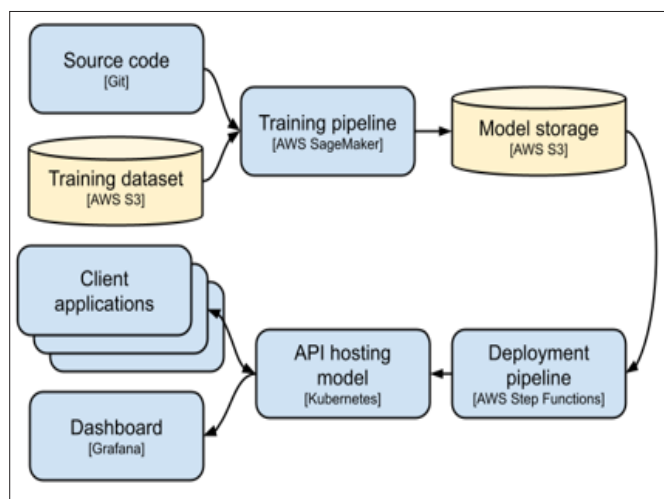 Source code
[Git]
Training pipeline
[AWS SageMaker]
Model storage
[AWS S3]
Training dataset
[AWS S3]
Client
applications
API hosting
model
[Kubernetes]
Deployment
pipeline
[AWS Step Functions]
Dashboard
[Grafana]